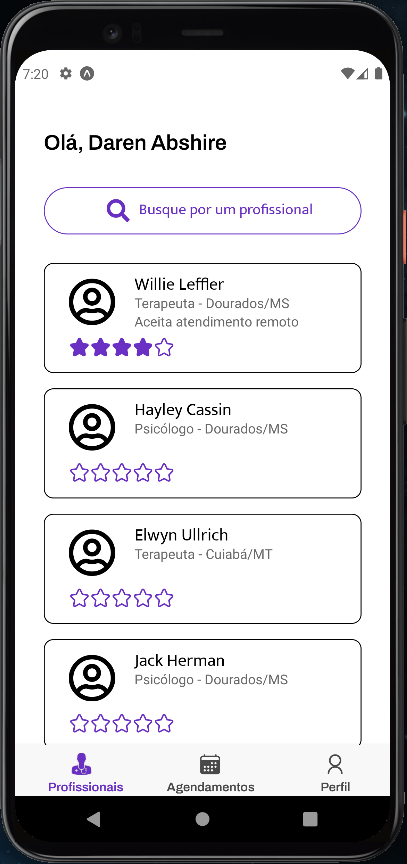 7:20
Olá, Daren Abshire
Busque por um profissional
Willie Leffler
Terapeuta - Dourados/MS
Aceita atendimento remoto
Hayley Cassin
Psicólogo - Dourados/MS
Elwyn Ullrich
Terapeuta - Cuiabá/MT
Jack Herman
Psicólogo - Dourados/MS
Profissionais
Agendamentos
Perfil